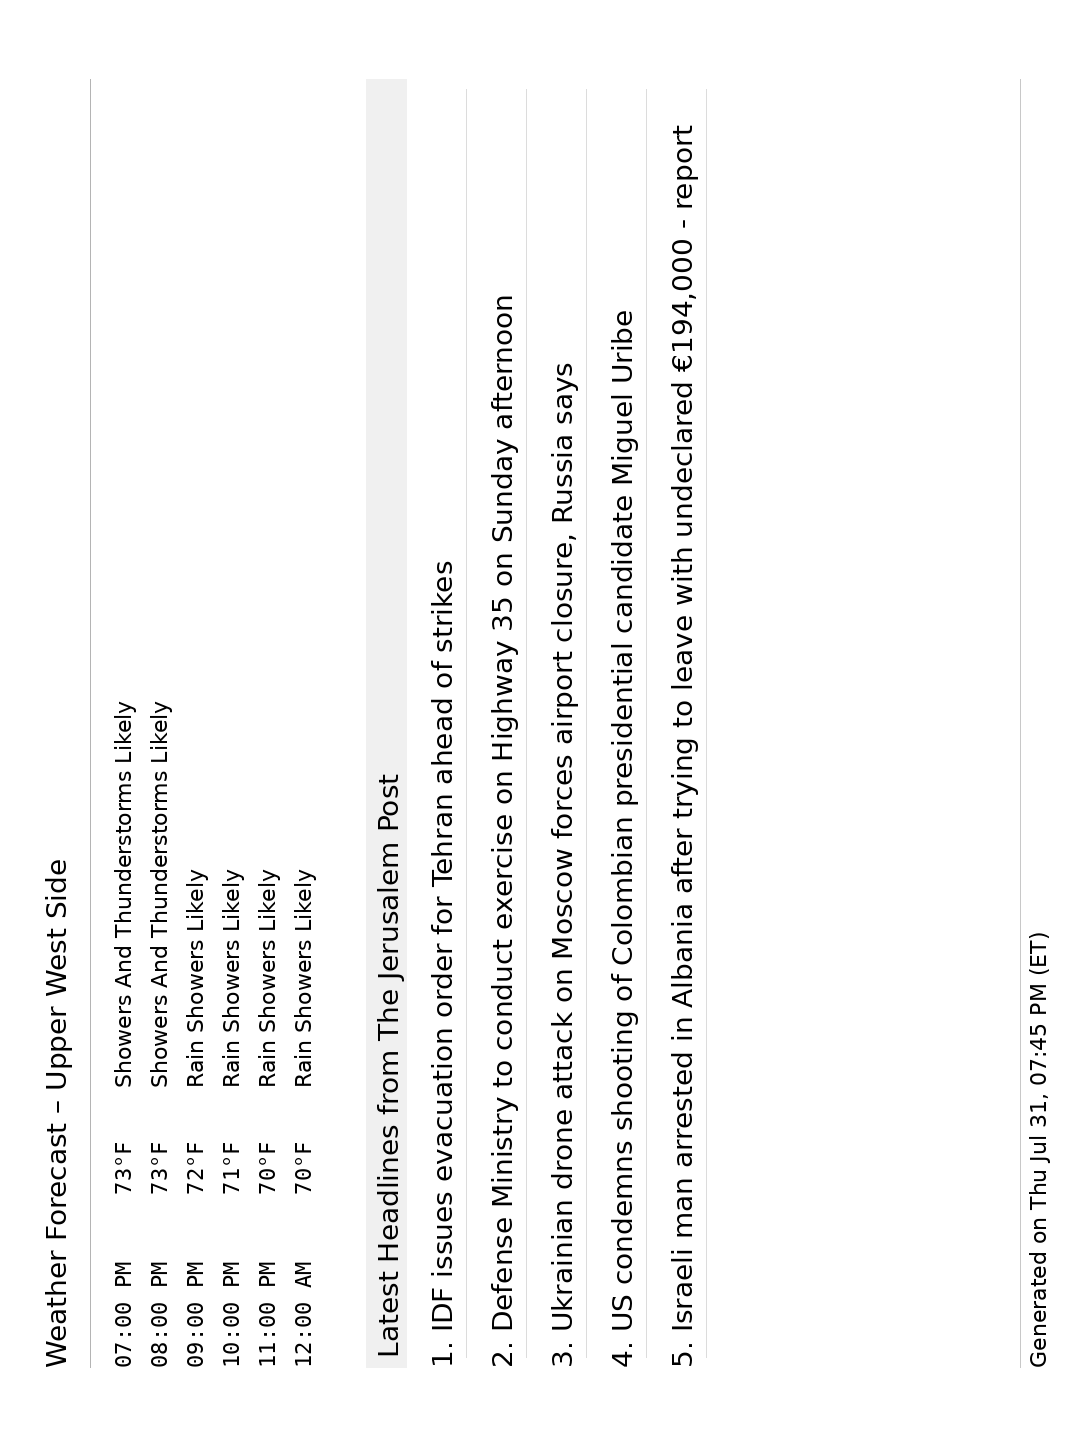 Weather Forecast – Upper West Side
07:00 PM 73°F Showers And Thunderstorms Likely
08:00 PM 73°F Showers And Thunderstorms Likely
09:00 PM 72°F Rain Showers Likely
10:00 PM 71°F Rain Showers Likely
11:00 PM 70°F Rain Showers Likely
12:00 AM 70°F Rain Showers Likely
Latest Headlines from The Jerusalem Post
1. IDF issues evacuation order for Tehran ahead of strikes
2. Defense Ministry to conduct exercise on Highway 35 on Sunday afternoon
3. Ukrainian drone attack on Moscow forces airport closure, Russia says
4. US condemns shooting of Colombian presidential candidate Miguel Uribe
5. Israeli man arrested in Albania after trying to leave with undeclared €194,000 - report
Generated on Thu Jul 31, 07:45 PM (ET)